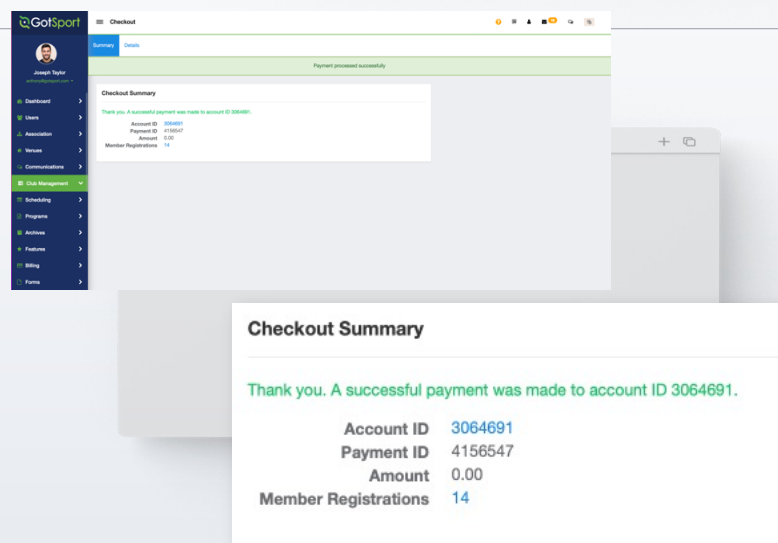 GotSport
Checkout
Summary
Details
Payment processed successfully
Joseph Taylor
Dashboard
Users
Association
Venues
Communications
Club Management
Scheduling
Programs
Archives
Features
Billing
Forms
Checkout Summary
Thank you. A successful payment was made to account ID 3064691.
Account ID 3064691
Payment ID 4156547
Amount 0.00
Member Registrations 14
Checkout Summary
Thank you. A successful payment was made to account ID 3064691.
Account ID 3064691
Payment ID 4156547
Amount 0.00
Member Registrations 14